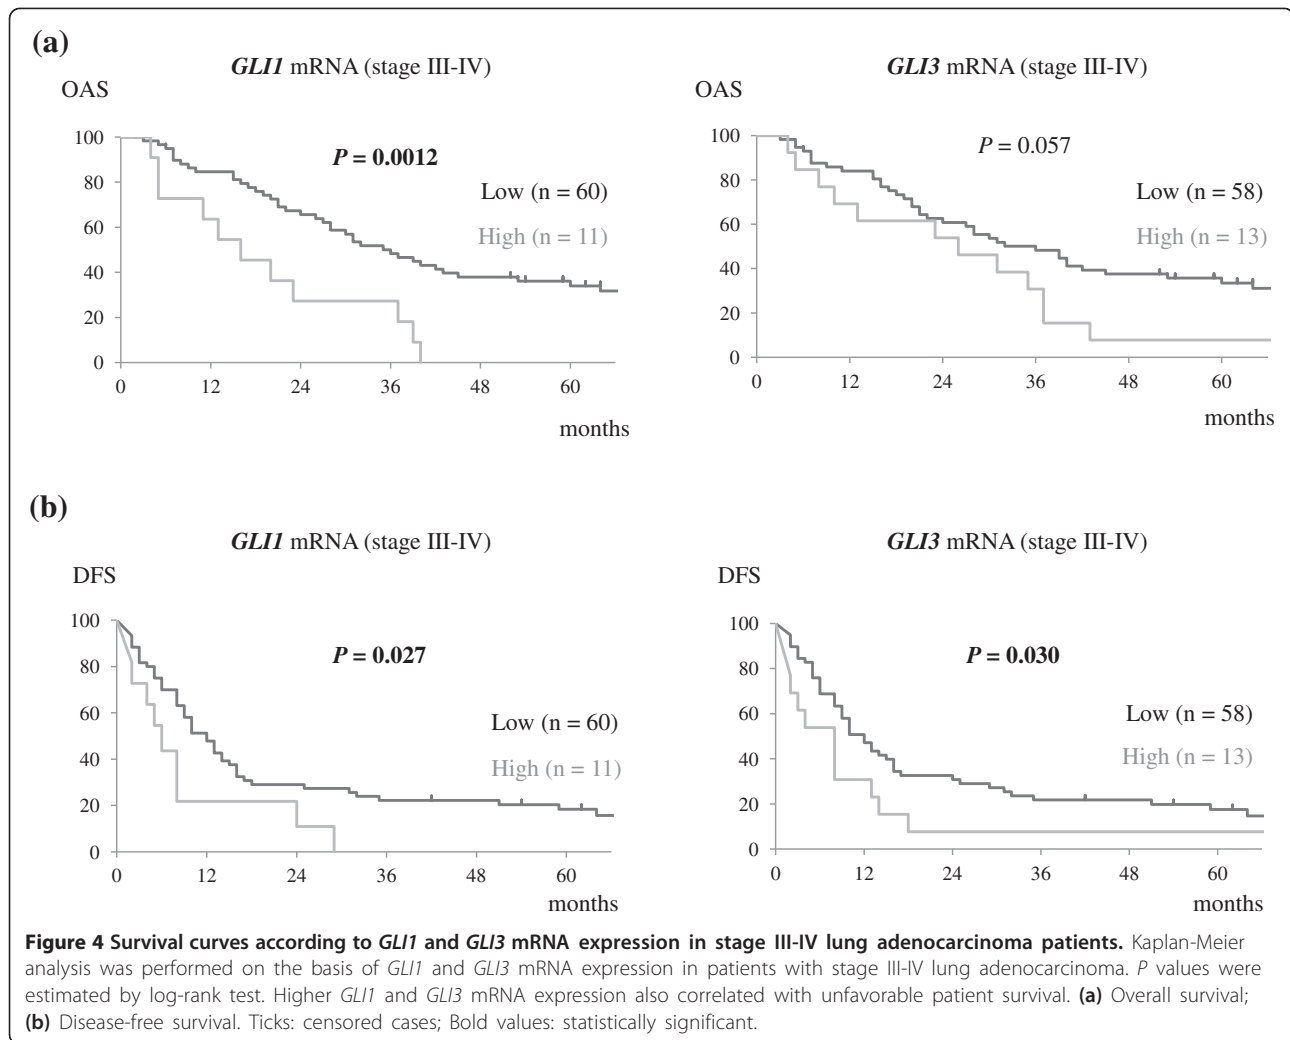 (a)
GLI1 mRNA (stage III-IV)
OAS
100
80
60
40
20
0
0 12 24 36 48 60
months
P = 0.0012
Low (n = 60)
High (n = 11)
GLI3 mRNA (stage III-IV)
OAS
100
80
60
40
20
0
0 12 24 36 48 60
months
P = 0.057
Low (n = 58)
High (n = 13)
(b)
GLI1 mRNA (stage III-IV)
DFS
100
80
60
40
20
0
0 12 24 36 48 60
months
P = 0.027
Low (n = 60)
High (n = 11)
GLI3 mRNA (stage III-IV)
DFS
100
80
60
40
20
0
0 12 24 36 48 60
months
P = 0.030
Low (n = 58)
High (n = 13)
Figure 4 Survival curves according to GLI1 and GLI3 mRNA expression in stage III-IV lung adenocarcinoma patients. Kaplan-Meier
analysis was performed on the basis of GLI1 and GLI3 mRNA expression in patients with stage III-IV lung adenocarcinoma. P values were
estimated by log-rank test. Higher GLI1 and GLI3 mRNA expression also correlated with unfavorable patient survival. (a) Overall survival;
(b) Disease-free survival. Ticks: censored cases; Bold values: statistically significant.